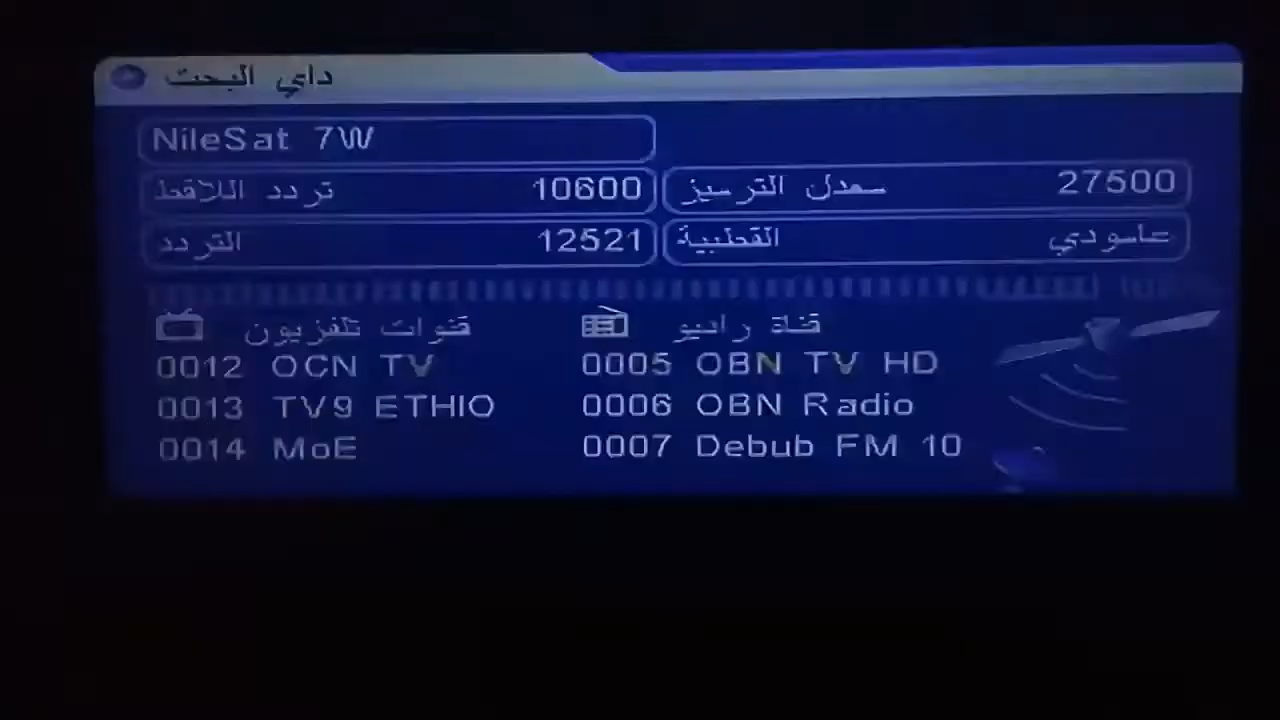 داي البحث
NileSat 7W
تردد اللاقط 10600
معدل الترميز 27500
التردد 12521
القطبية عامودي
قنوات تلفزيون
قناة راديو
0012 OCN TV
0005 OBN TV HD
0013 TV9 ETHIO
0006 OBN Radio
0014 MoE
0007 Debub FM 10